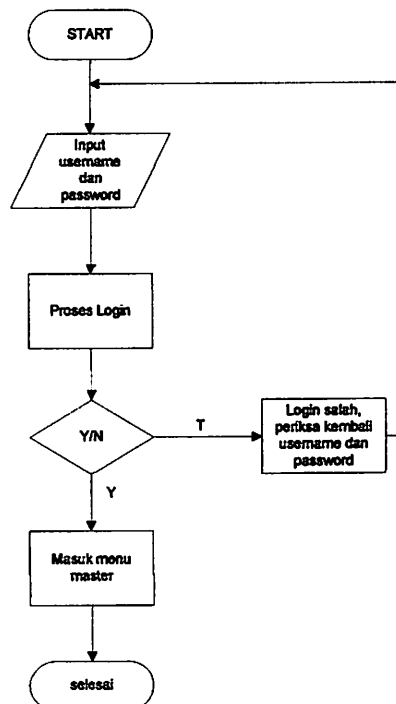 START
Input
username
dan
password
Proses Login
Y/N
T
Login salah,
periksa kembali
username dan
password
Y
Masuk menu
master
selesai